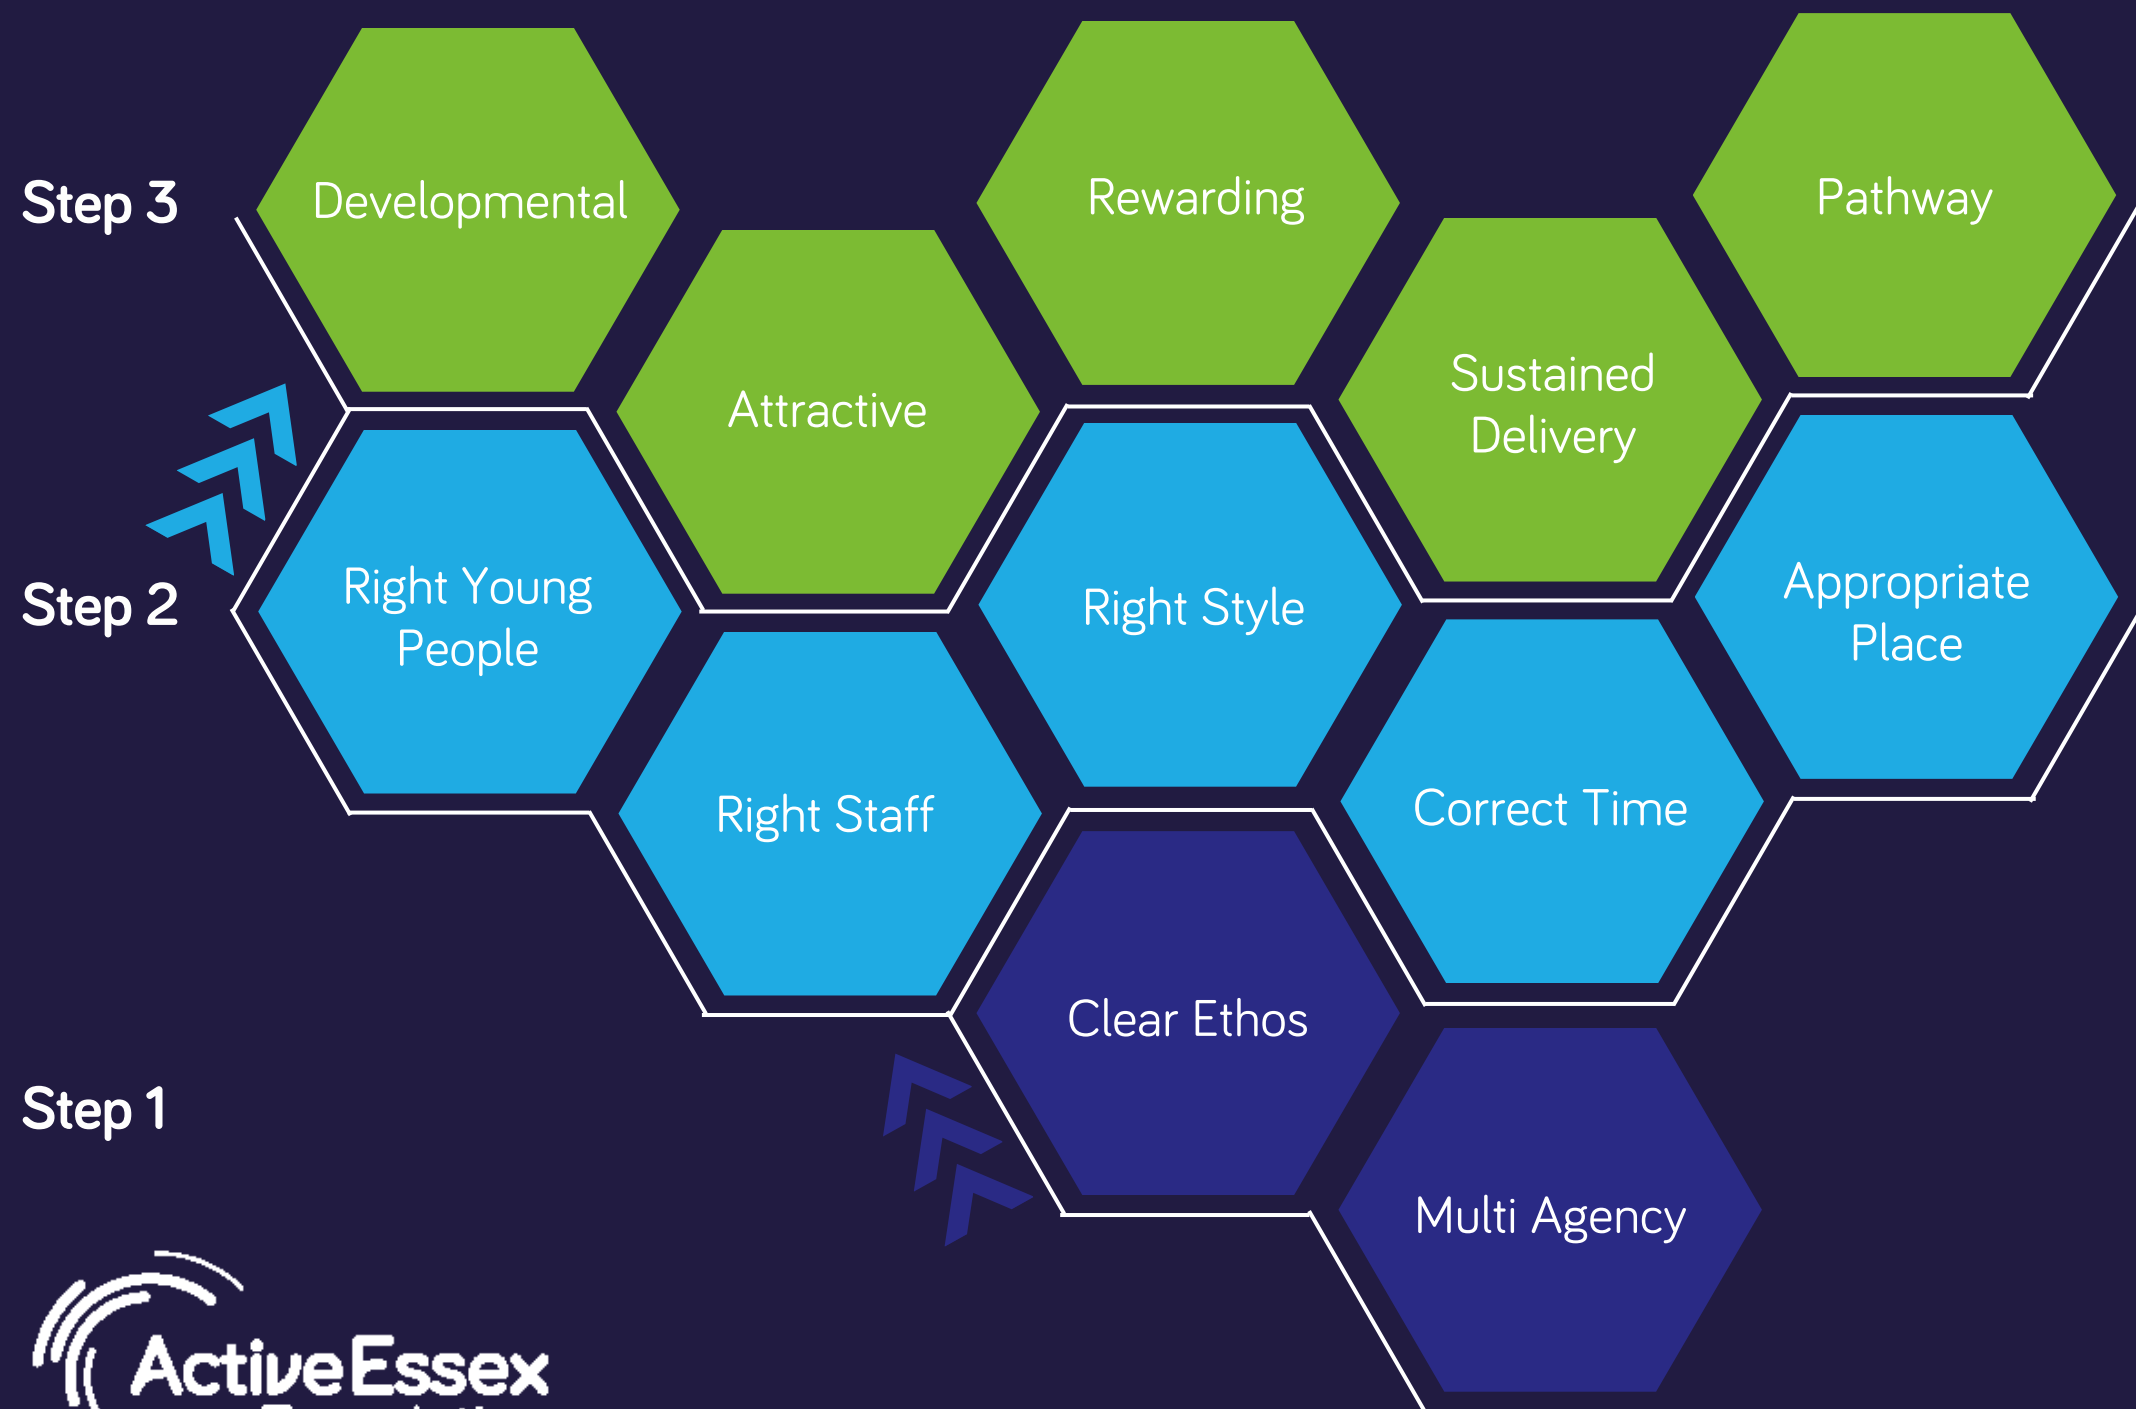 Step 3
Developmental
Rewarding
Pathway
Attractive
Sustained
Delivery
Step 2
Right Young
People
Right Style
Appropriate
Place
Right Staff
Correct Time
Step 1
Clear Ethos
Multi Agency
ActiveEssex